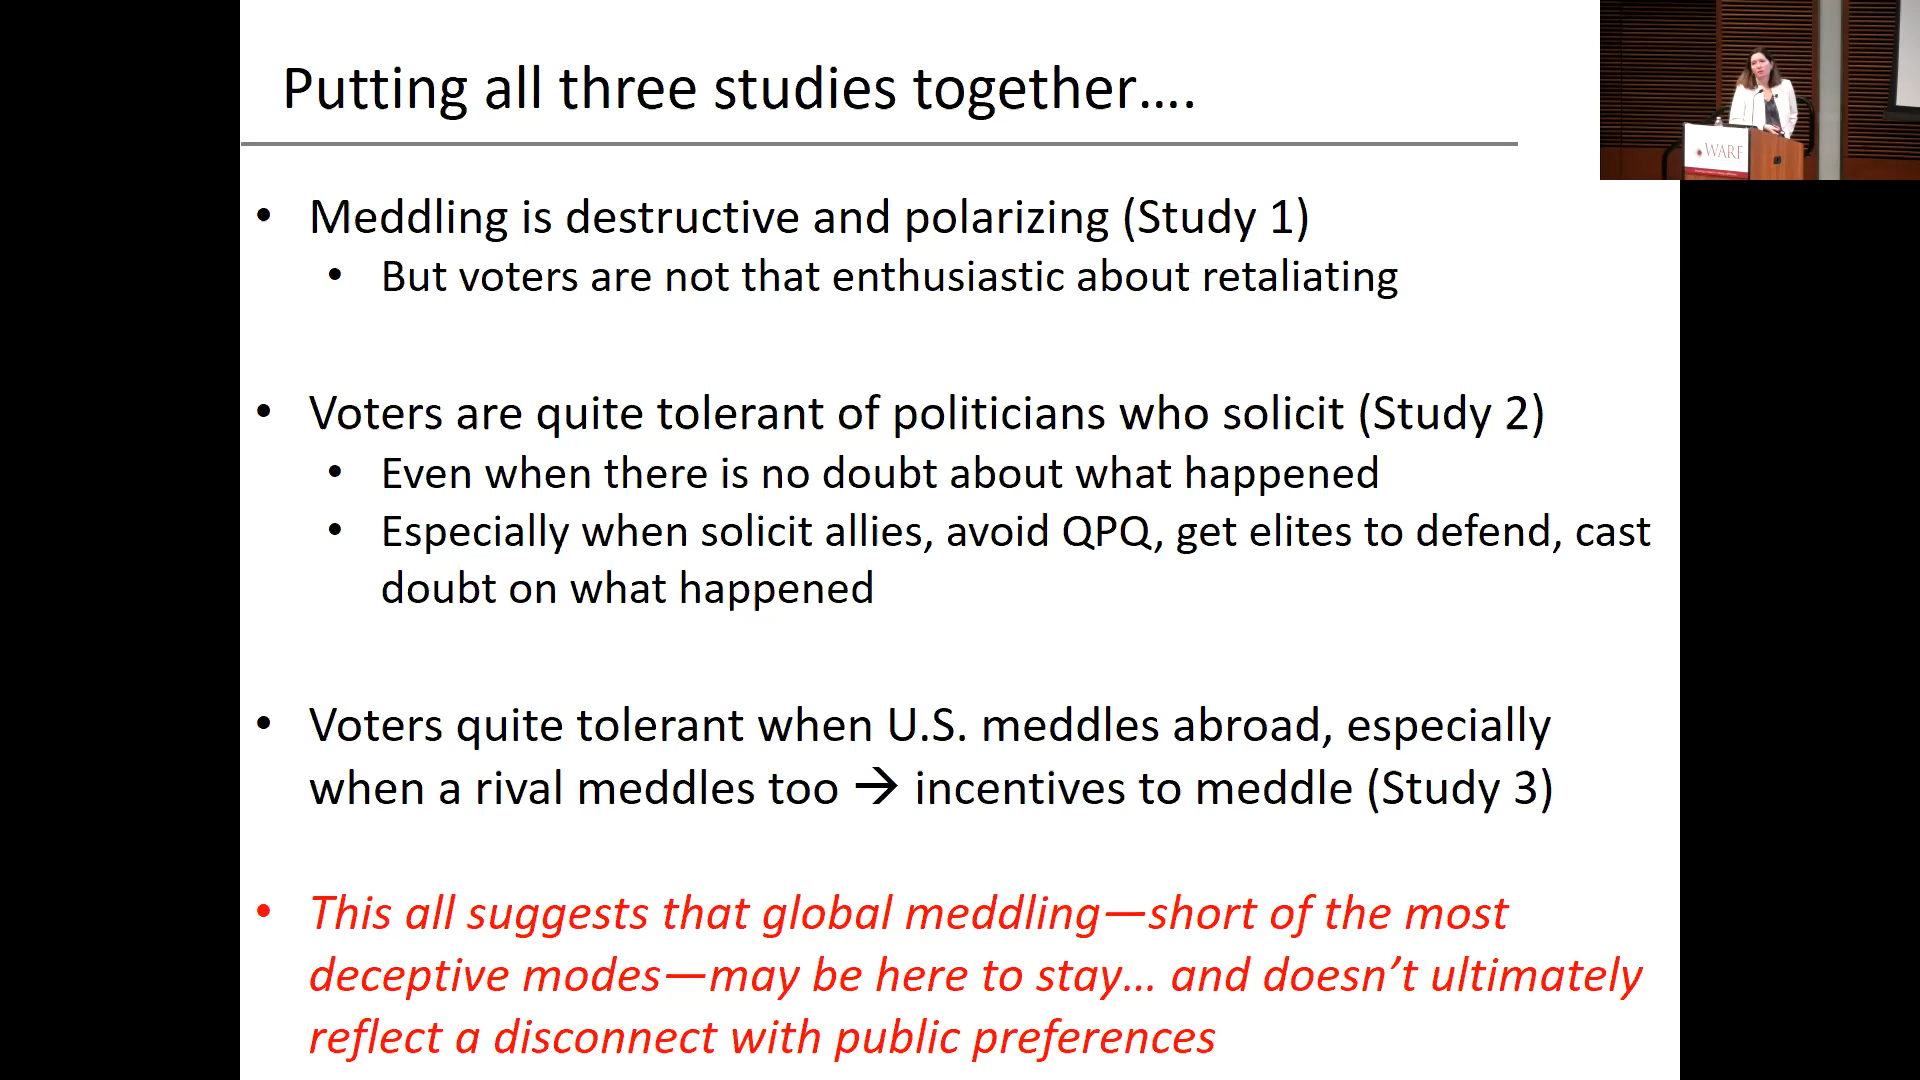 Putting all three studies together....
WARF
• Meddling is destructive and polarizing (Study 1)
• But voters are not that enthusiastic about retaliating
• Voters are quite tolerant of politicians who solicit (Study 2)
• Even when there is no doubt about what happened
• Especially when solicit allies, avoid QPQ, get elites to defend, cast
doubt on what happened
• Voters quite tolerant when U.S. meddles abroad, especially
when a rival meddles too → incentives to meddle (Study 3)
• This all suggests that global meddling—short of the most
deceptive modes—may be here to stay… and doesn’t ultimately
reflect a disconnect with public preferences